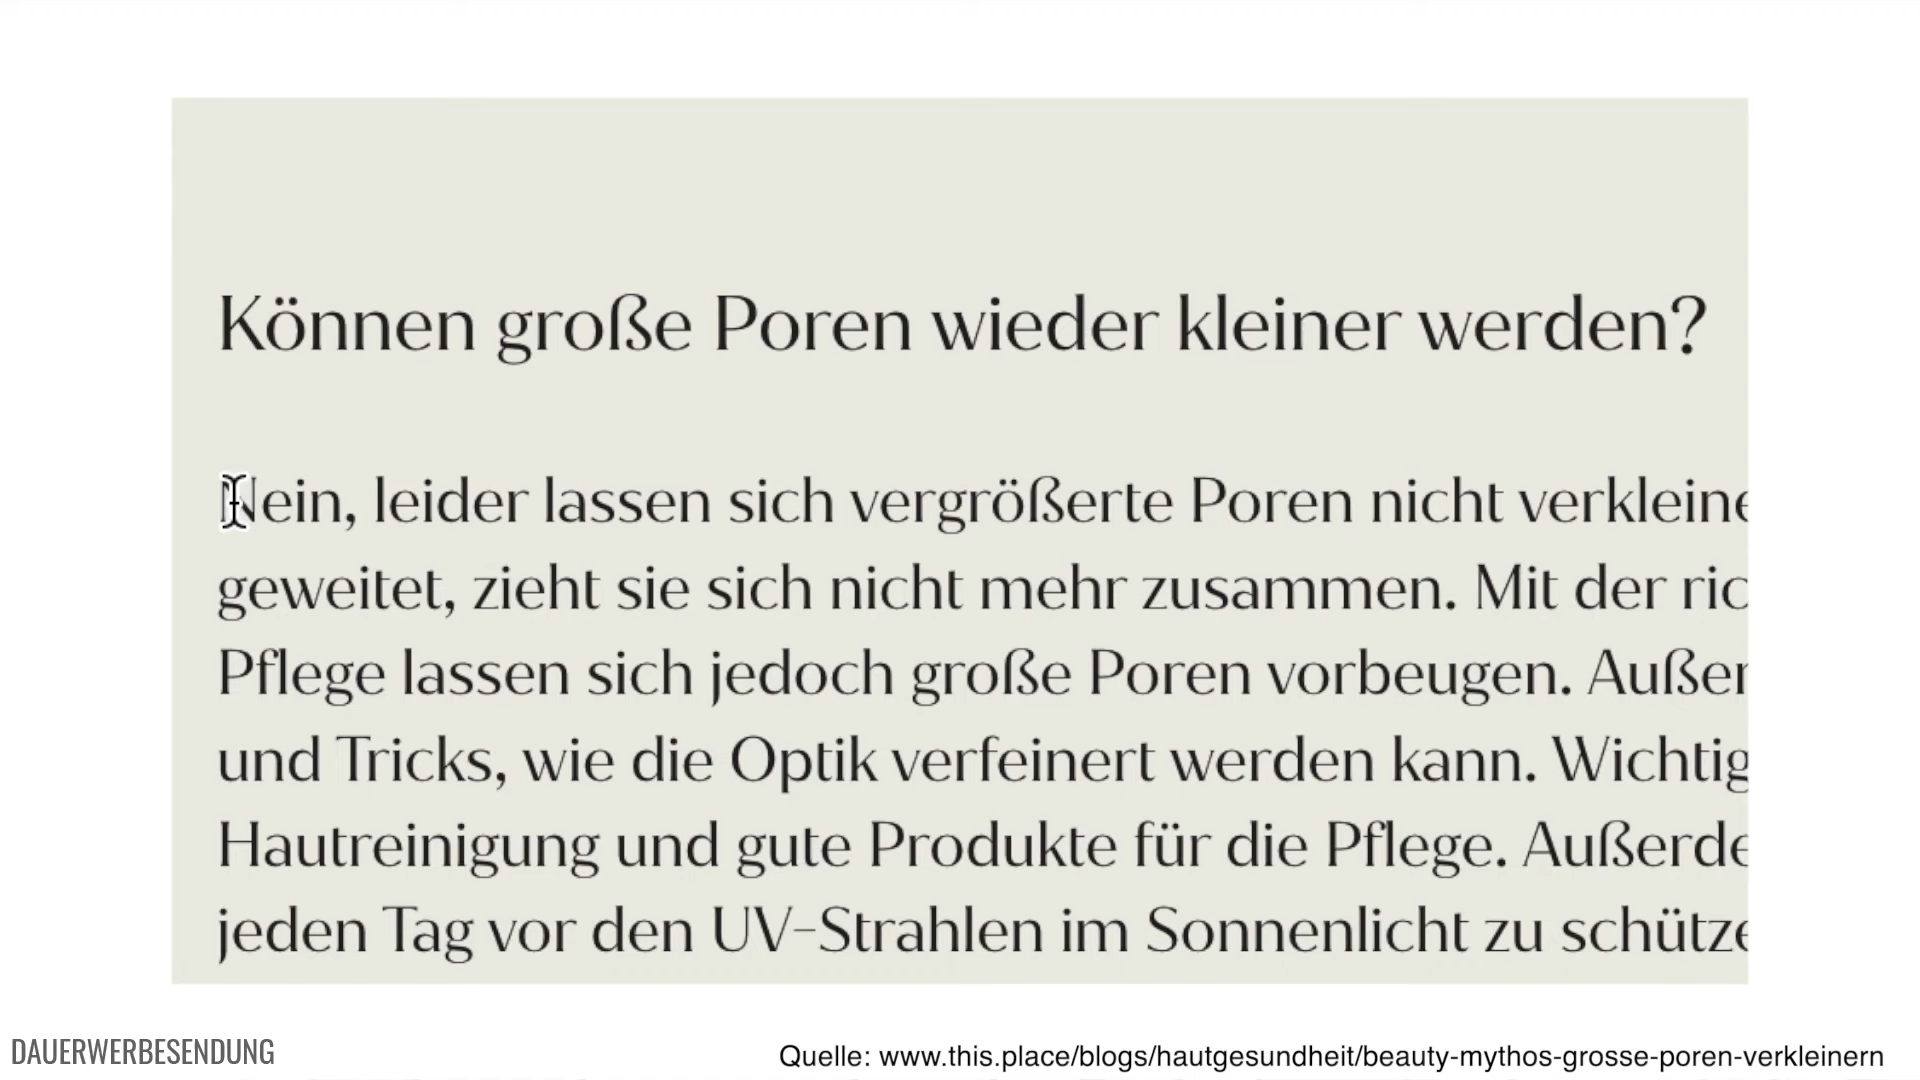 Können große Poren wieder kleiner werden?
Nein, leider lassen sich vergrößerte Poren nicht verkleine
geweitet, zieht sie sich nicht mehr zusammen. Mit der ric
Pflege lassen sich jedoch große Poren vorbeugen. Außer
und Tricks, wie die Optik verfeinert werden kann. Wichtig
Hautreinigung und gute Produkte für die Pflege. Außerde
jeden Tag vor den UV-Strahlen im Sonnenlicht zu schütze
DAUERWERBESENDUNG
Quelle: www.this.place/blogs/hautgesundheit/beauty-mythos-grosse-poren-verkleinern